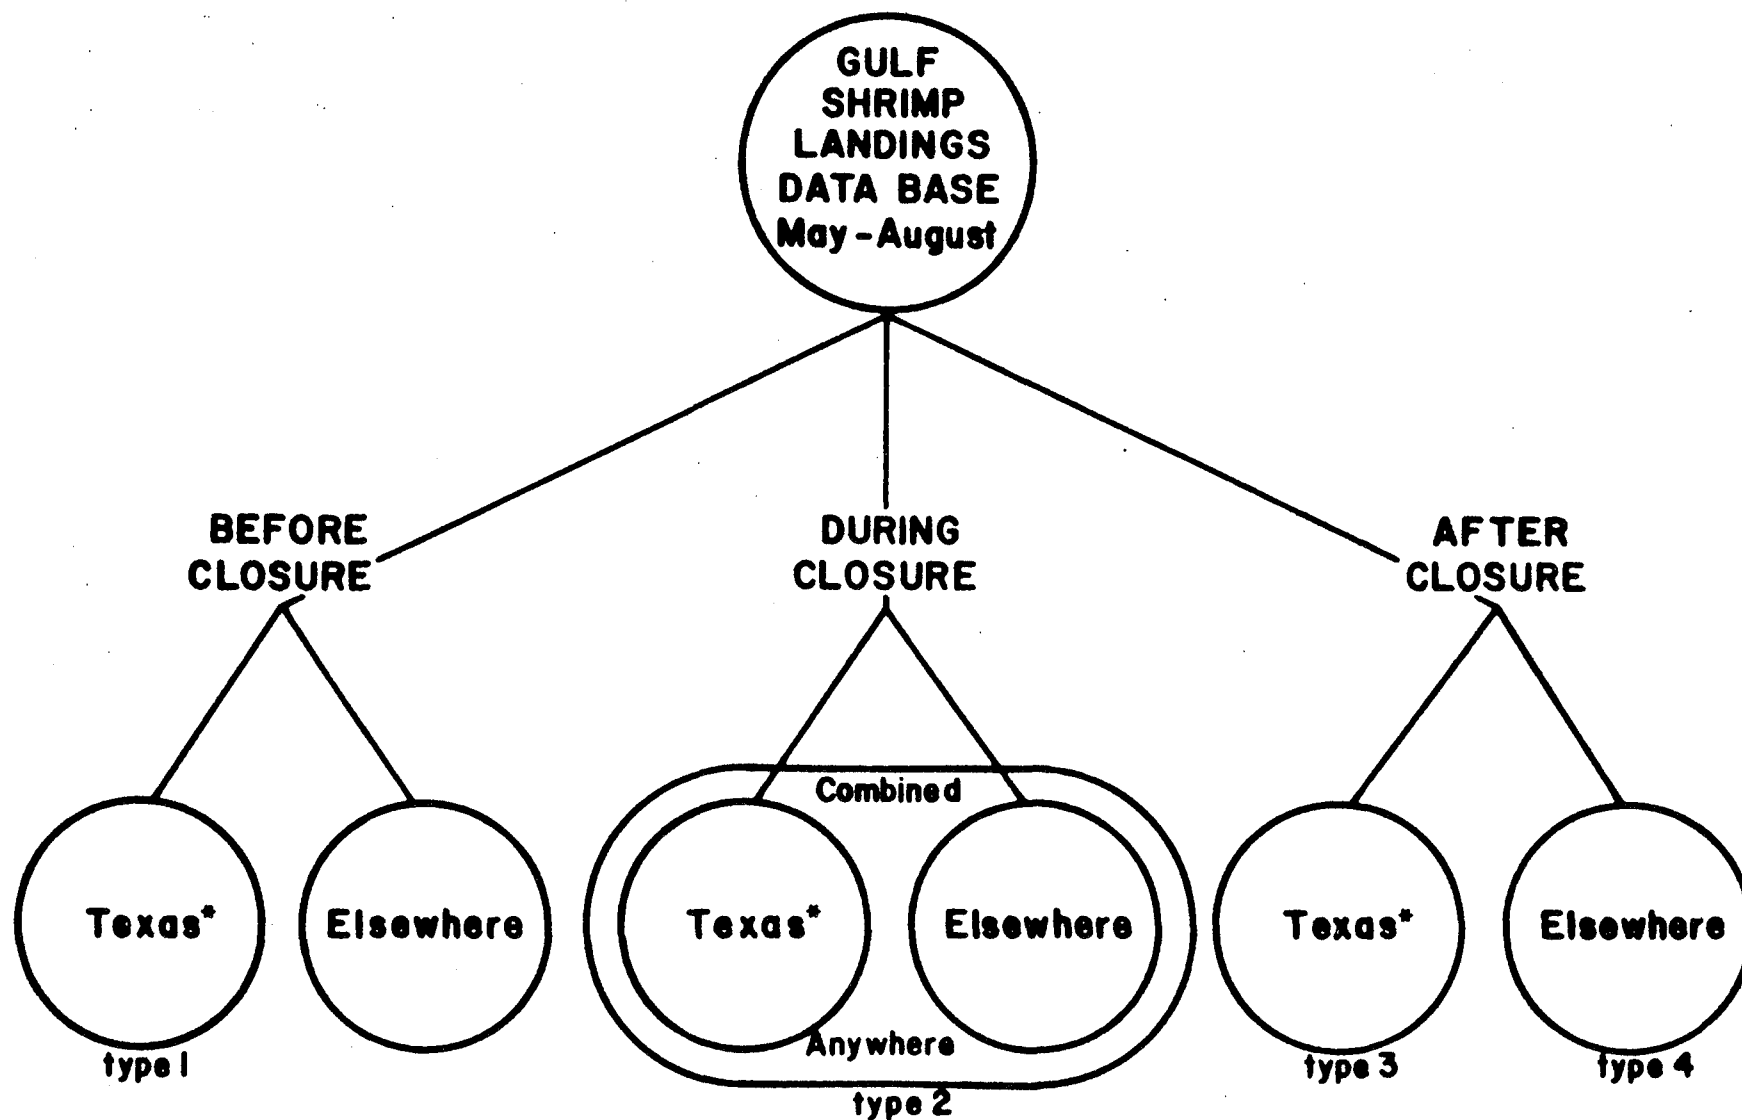 GULF
SHRIMP
LANDINGS
DATA BASE
May-August
BEFORE
CLOSURE
DURING
CLOSURE
AFTER
CLOSURE
Combined
Texas*
Elsewhere
Texas*
Elsewhere
Texas*
Elsewhere
Anywhere
type 1
type 2
type 3
type 4